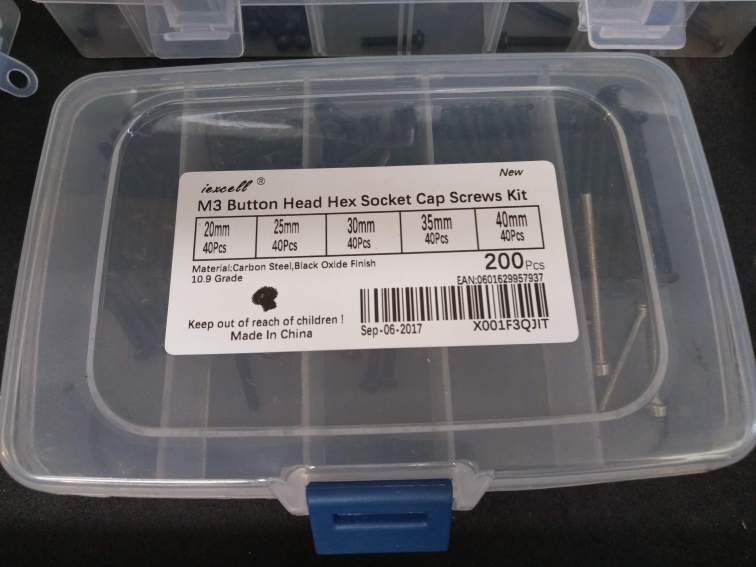 New
iexcell ®
M3 Button Head Hex Socket Cap Screws Kit
20mm 25mm 30mm 35mm 40mm
40Pcs 40Pcs 40Pcs 40Pcs 40Pcs
Material:Carbon Steel,Black Oxide Finish
10.9 Grade
200Pcs
EAN:0601629957937
Keep out of reach of children !
Made In China
Sep-06-2017 X001F3QJIT